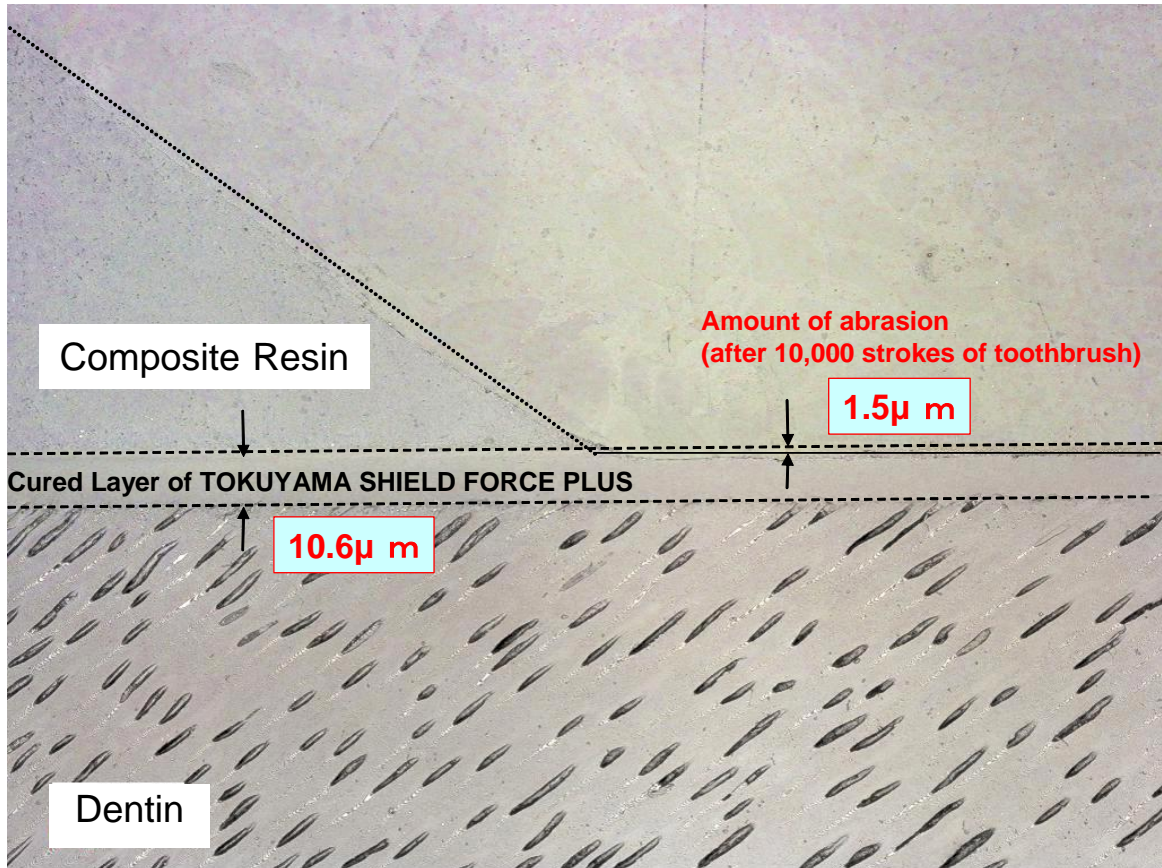 Amount of abrasion
(after 10,000 strokes of toothbrush)
Composite Resin
1.5μ ｍ
Cured Layer of TOKUYAMA SHIELD FORCE PLUS
10.6μ ｍ
Dentin